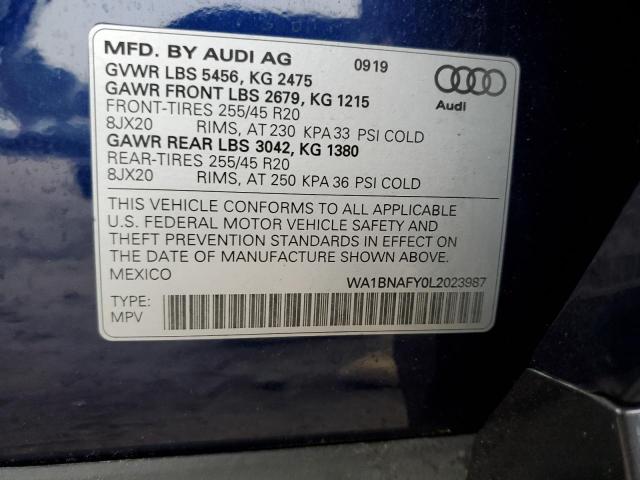 MFD. BY AUDI AG 0919
GVWR LBS 5456, KG 2475
GAWR FRONT LBS 2679, KG 1215
FRONT-TIRES 255/45 R20
8JX20 RIMS, AT 230 KPA 33 PSI COLD
GAWR REAR LBS 3042, KG 1380
REAR-TIRES 255/45 R20
8JX20 RIMS, AT 250 KPA 36 PSI COLD
Audi
THIS VEHICLE CONFORMS TO ALL APPLICABLE
U.S. FEDERAL MOTOR VEHICLE SAFETY AND
THEFT PREVENTION STANDARDS IN EFFECT ON
THE DATE OF MANUFACTURE SHOWN ABOVE.
MEXICO WA1BNAFY0L2023987
TYPE:
MPV